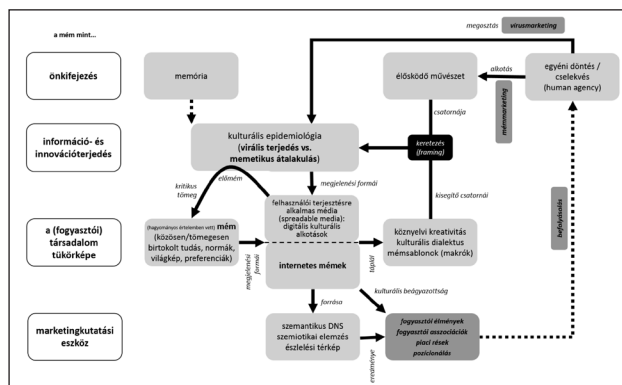 a mém mint...
megosztás
vírusmarketing
önkifejezés
memória
élősködő művészet
alkotás
mémmarketing
egyéni döntés /
cselekvés
(human agency)
csatornája
információ- és
innovációterjedés
kulturális epidemiológia
(virális terjedés vs.
memetikus átalakulás)
keretezés
(framing)
kritikus
tömeg
előmém
megjelenési formái
kisegítő csatornái
befolyásolás
a (fogyasztói)
társadalom
tükörképe
(hagyományos értelemben vett) mém
(közösen/tömegesen
birtokolt tudás, normák,
világkép, preferenciák)
megjelenési
formái
felhasználói terjesztésre
alkalmas média
(spreadable media):
digitális kulturális
alkotások
internetes mémek
táplál
köznyelvi kreativitás
kulturális dialektus
mémsablonok (makrók)
forrása
kulturális beágyazottság
marketingkutatási
eszköz
szemantikus DNS
szemiotikai elemzés
észlelési térkép
eredménye
fogyasztói élmények
fogyasztói asszociációk
piaci rések
pozicionálás